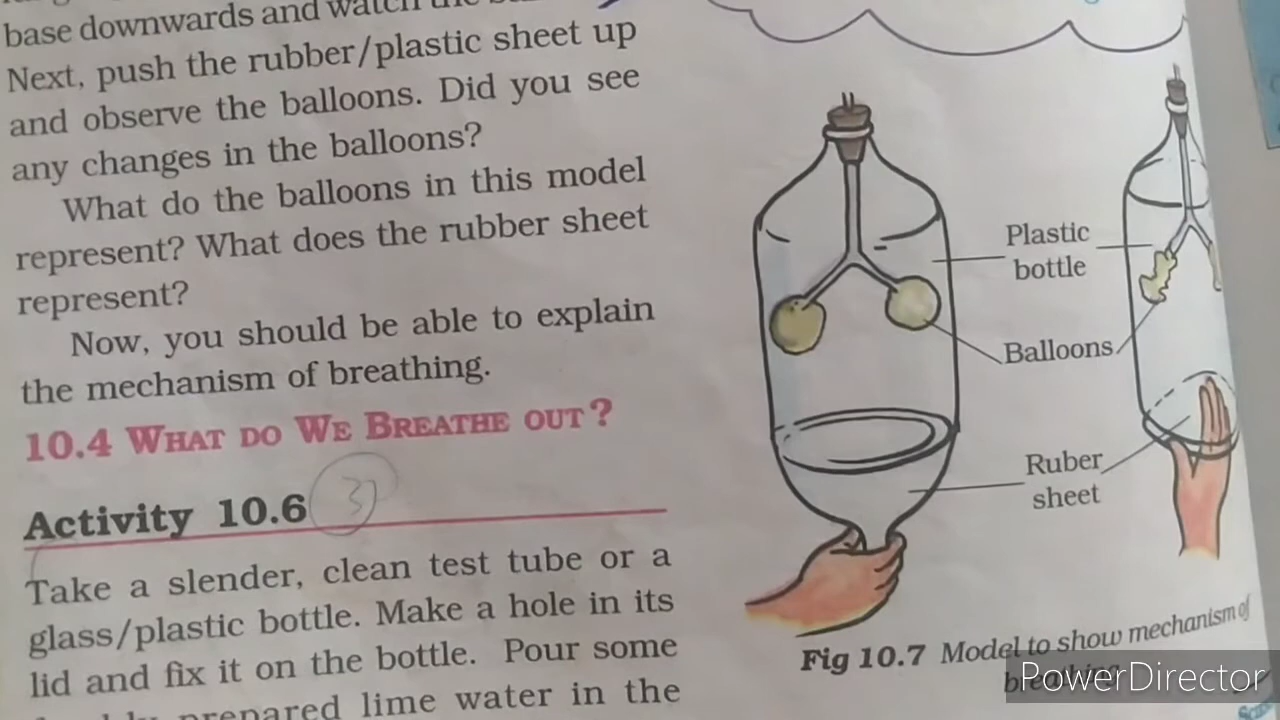 base downwards and watch the
Next, push the rubber/plastic sheet up
and observe the balloons. Did you see
any changes in the balloons?
What do the balloons in this model
represent? What does the rubber sheet
represent?
Now, you should be able to explain
the mechanism of breathing.
10.4 WHAT DO WE BREATHE OUT?
Activity 10.6
3)
Take a slender, clean test tube or a
glass/plastic bottle. Make a hole in its
lid and fix it on the bottle. Pour some
prepared lime water in the
Plastic
bottle
Balloons
Ruber
sheet
Fig 10.7 Model to show mechanism of
breathing
PowerDirector